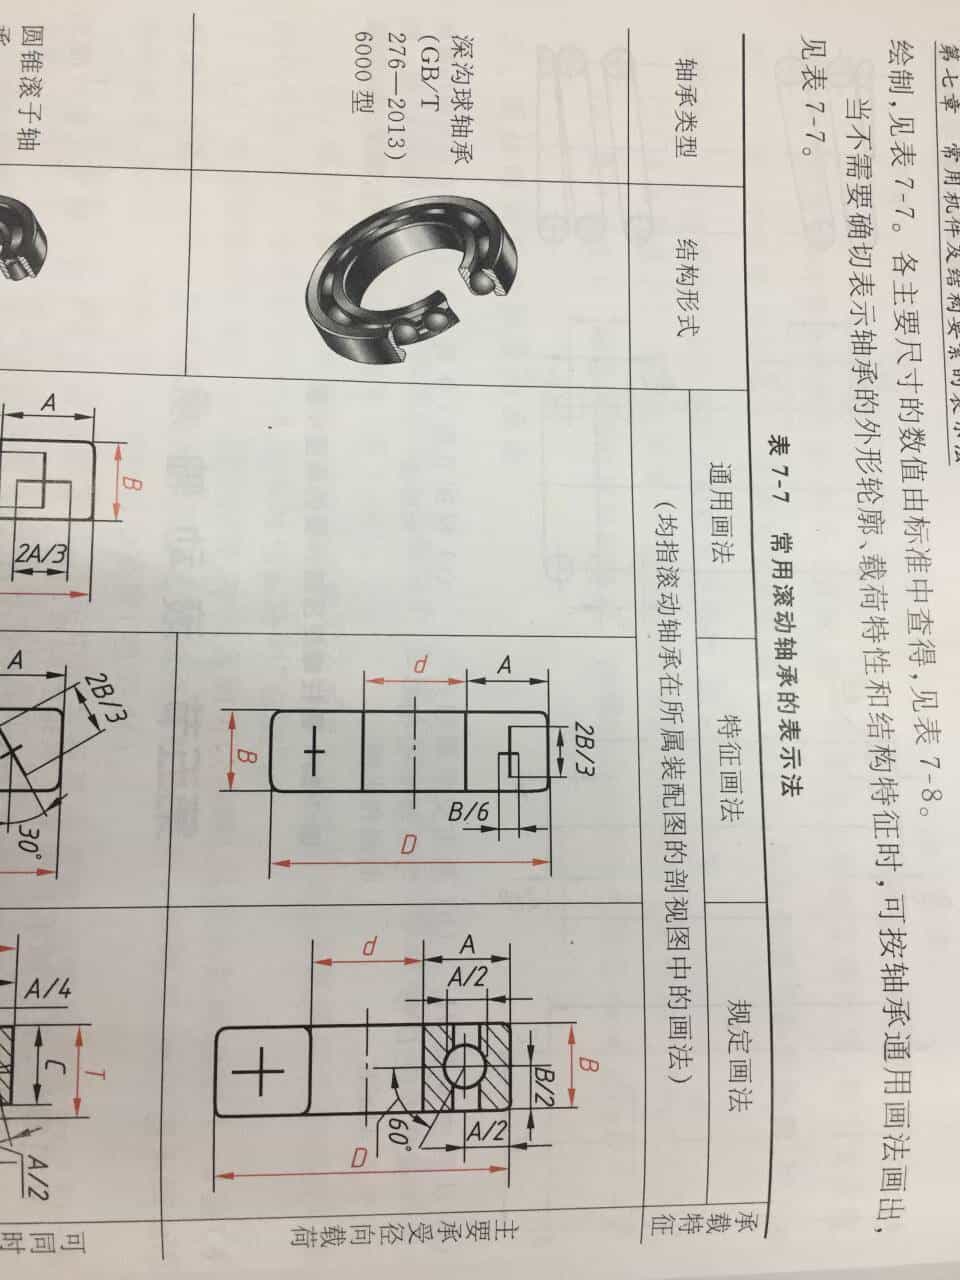 第七章 常用机件及结构要素的表示法
绘制,见表7-7。各主要尺寸的数值由标准中查得,见表7-8。
当不需要确切表示轴承的外形轮廓、载荷特性和结构特征时,可按轴承通用画法画出,
见表7-7。
表7-7 常用滚动轴承的表示法
轴承类型
结构形式
通用画法
特征画法
规定画法
(均指滚动轴承在所属装配图的剖视图中的画法)
承载特征
深沟球轴承
(GB/T
276—2013)
6000型
A
d
2B/3
B
B/6
D
A
d
A/2
B
B/2
A/2
60°
D
主要承受径向载荷
圆锥滚子轴
承
A
B
2A/3
A
2B/3
30°
A/4
C
T
A/2
可同时